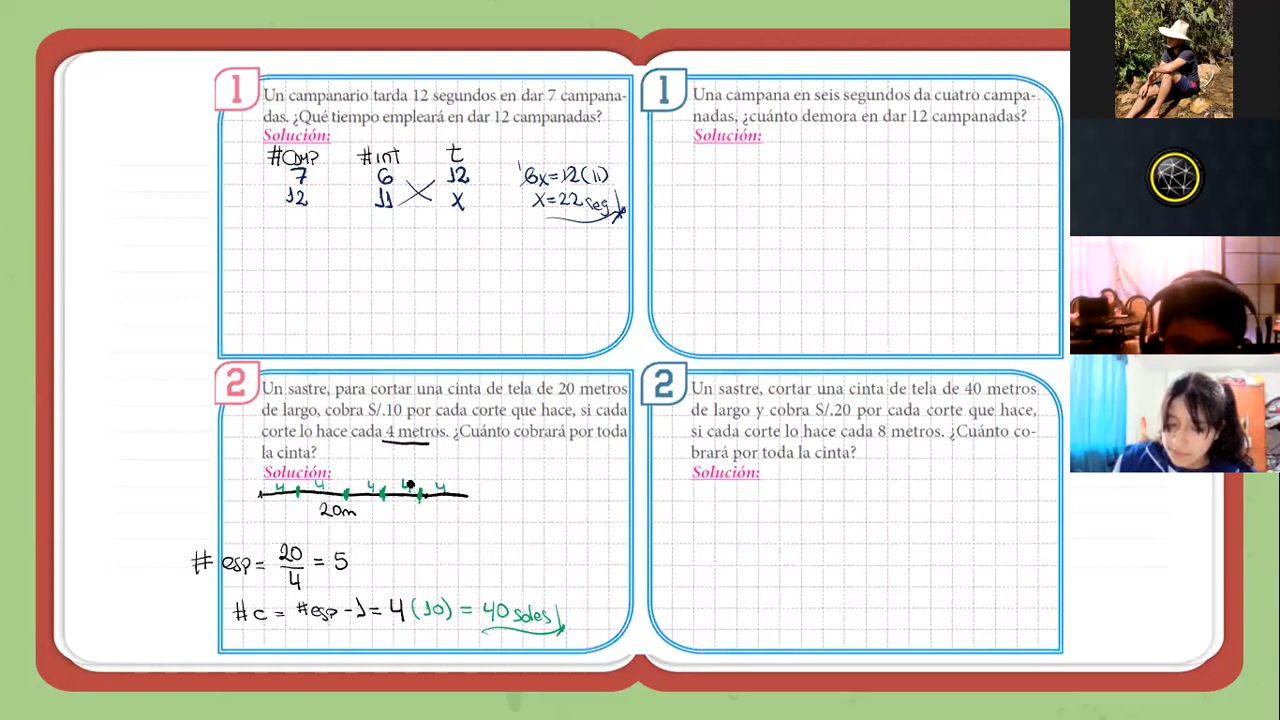 1
Un campanario tarda 12 segundos en dar 7 campana-
das. ¿Qué tiempo empleará en dar 12 campanadas?
Solución:
#CMP #INT t
7 6 12 6x=12(11)
12 11 x x=22 seg
1
Una campana en seis segundos da cuatro campa-
nadas, ¿cuánto demora en dar 12 campanadas?
Solución:
2
Un sastre, para cortar una cinta de tela de 20 metros
de largo, cobra S/.10 por cada corte que hace, si cada
corte lo hace cada 4 metros. ¿Cuánto cobrará por toda
la cinta?
Solución:
4 4 4 4 4
20m
# esp = 20/4 = 5
# c = #esp - 1 = 4 (10) = 40 soles
2
Un sastre, cortar una cinta de tela de 40 metros
de largo y cobra S/.20 por cada corte que hace,
si cada corte lo hace cada 8 metros. ¿Cuánto co-
brará por toda la cinta?
Solución: